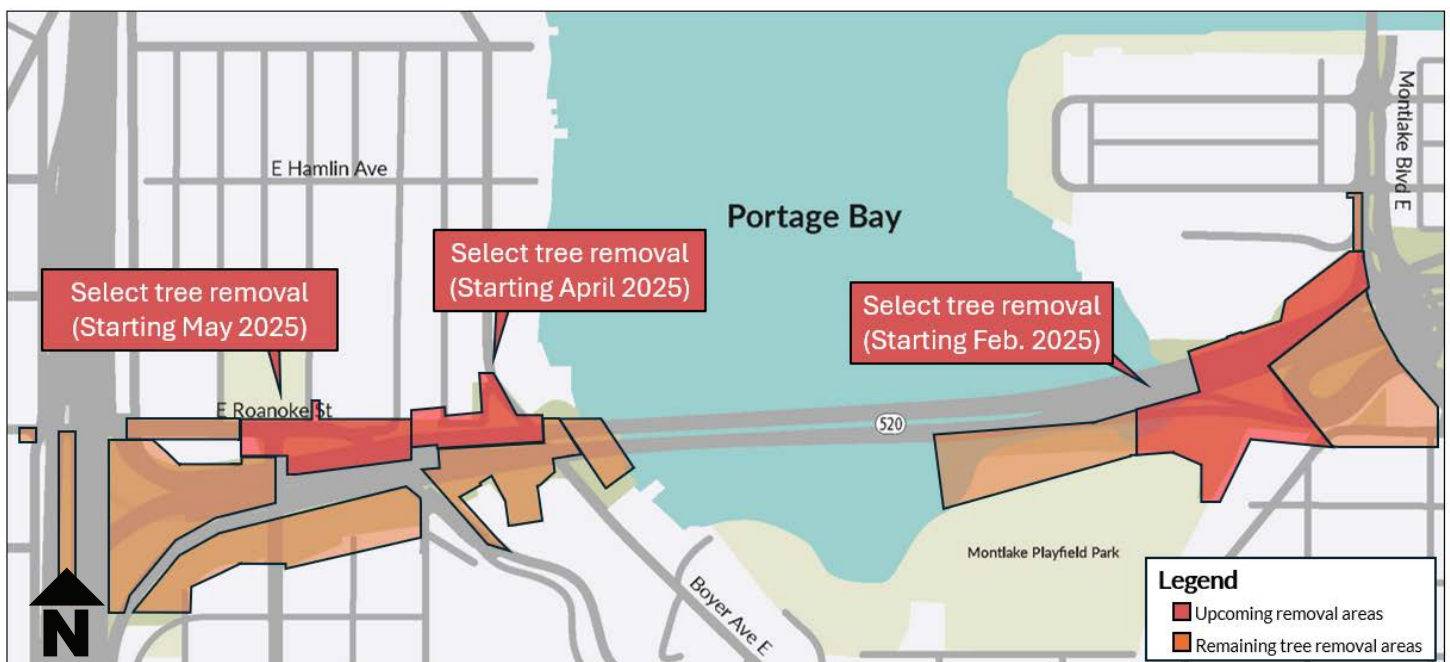 Montlake Blvd E
E Hamlin Ave
Portage Bay
Select tree removal
(Starting May 2025)
Select tree removal
(Starting April 2025)
Select tree removal
(Starting Feb. 2025)
E Roanoke St
520
Montlake Playfield Park
Boyer Ave E
N
Legend
Upcoming removal areas
Remaining tree removal areas